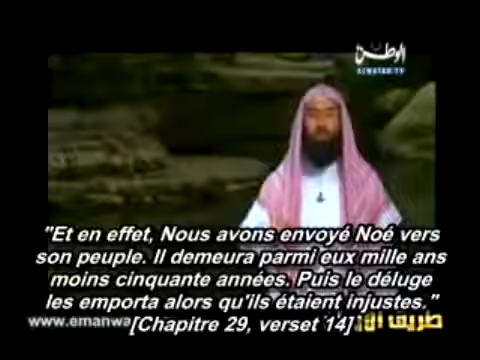 الوطن
ALWATAN TV
"Et en effet, Nous avons envoyé Noé vers
son peuple. Il demeura parmi eux mille ans
moins cinquante années. Puis le déluge
les emporta alors qu'ils étaient injustes."
[Chapitre 29, verset 14]
www.emanwa
طريق